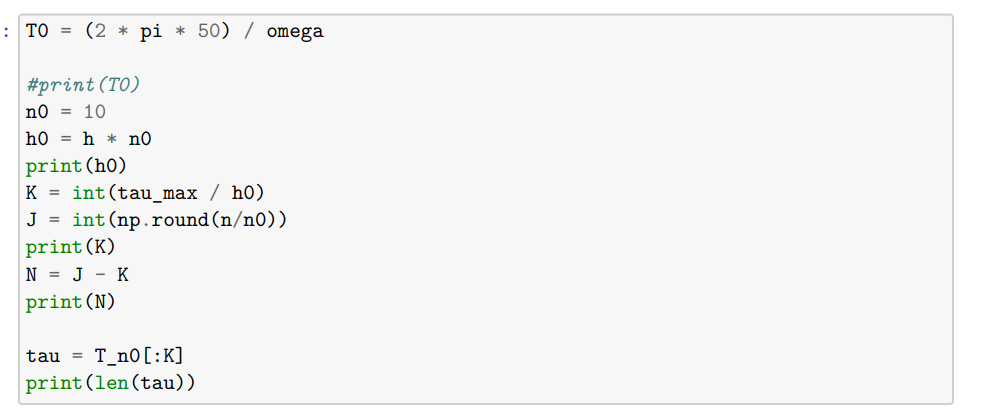 : T0 = (2 * pi * 50) / omega
#print(T0)
n0 = 10
h0 = h * n0
print(h0)
K = int(tau_max / h0)
J = int(np.round(n/n0))
print(K)
N = J - K
print(N)
tau = T_n0[:K]
print(len(tau))